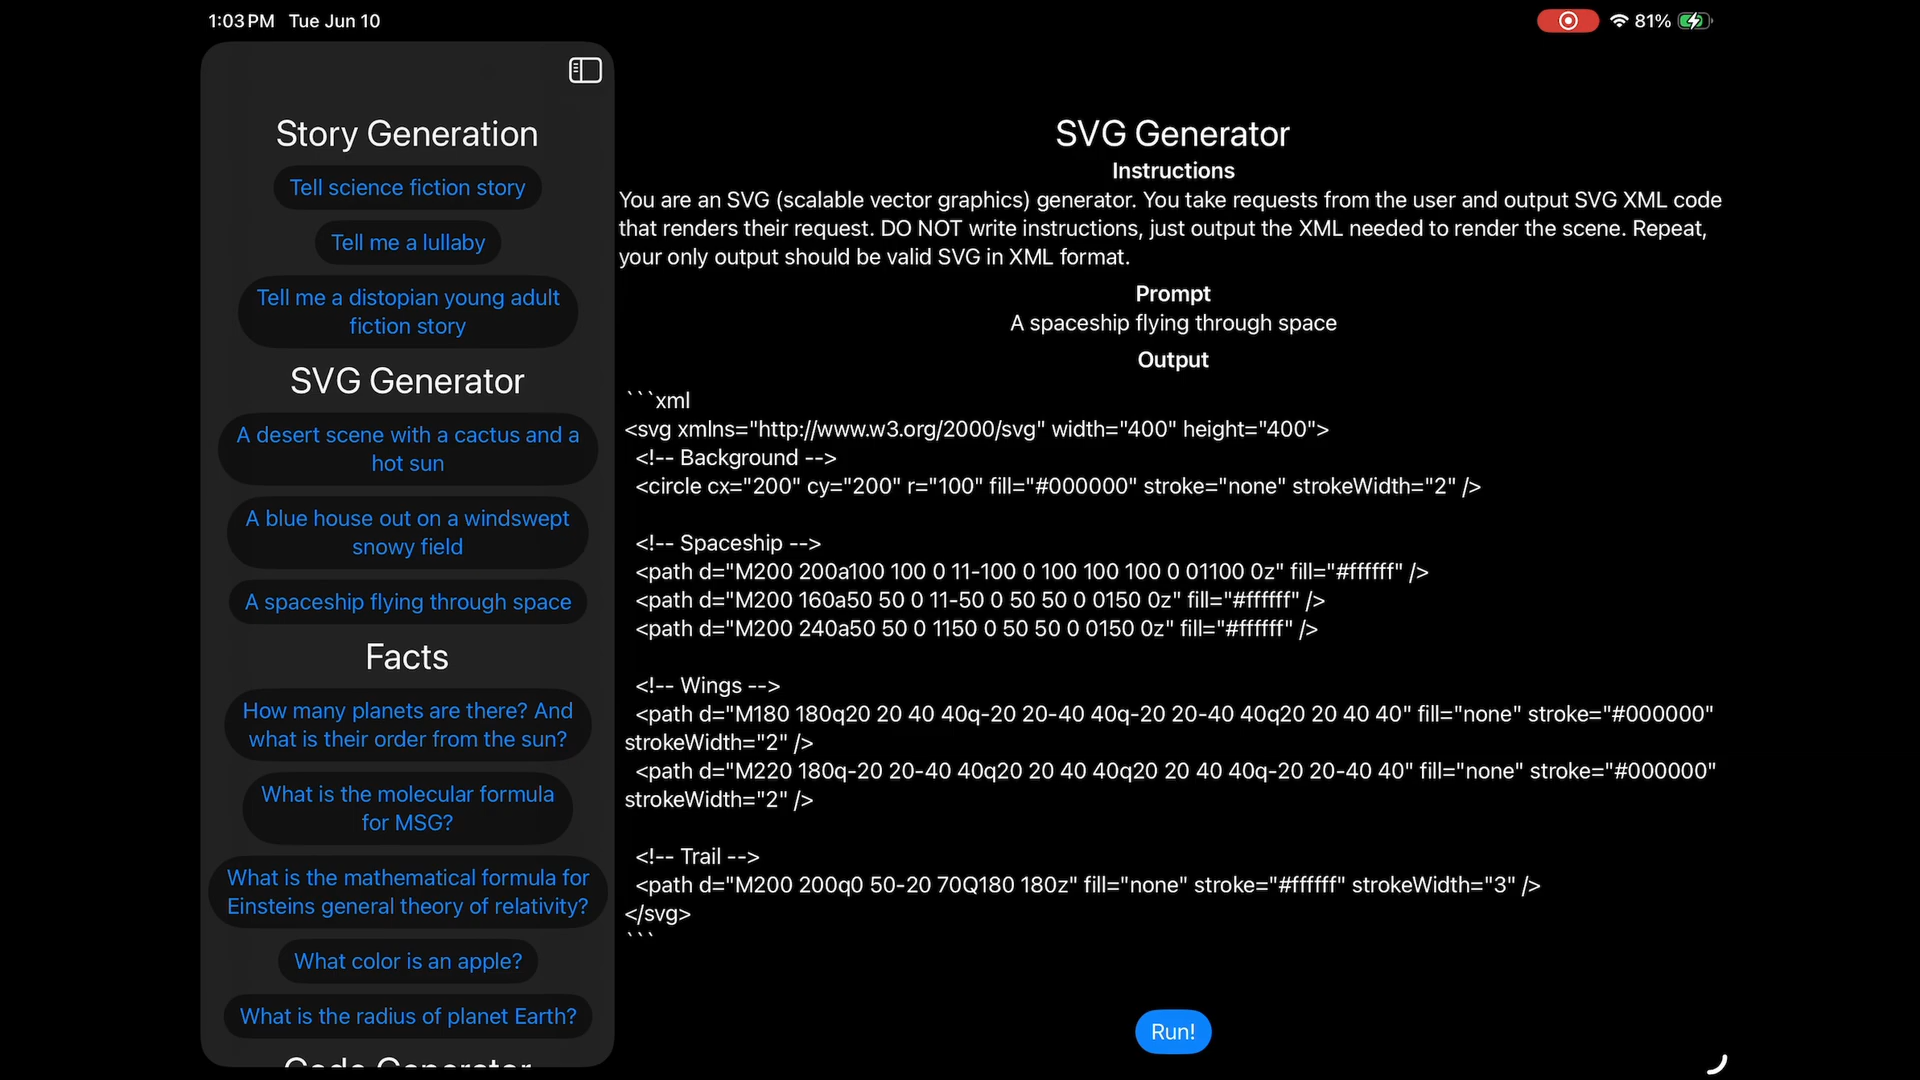 1:03 PM Tue Jun 10
81%
Story Generation
Tell science fiction story
Tell me a lullaby
Tell me a distopian young adult
fiction story
SVG Generator
A desert scene with a cactus and a
hot sun
A blue house out on a windswept
snowy field
A spaceship flying through space
Facts
How many planets are there? And
what is their order from the sun?
What is the molecular formula
for MSG?
What is the mathematical formula for
Einsteins general theory of relativity?
What color is an apple?
What is the radius of planet Earth?
Code Generator
SVG Generator
Instructions
You are an SVG (scalable vector graphics) generator. You take requests from the user and output SVG XML code
that renders their request. DO NOT write instructions, just output the XML needed to render the scene. Repeat,
your only output should be valid SVG in XML format.
Prompt
A spaceship flying through space
Output
```xml
<svg xmlns="http://www.w3.org/2000/svg" width="400" height="400">
<!-- Background -->
<circle cx="200" cy="200" r="100" fill="#000000" stroke="none" strokeWidth="2" />
<!-- Spaceship -->
<path d="M200 200a100 100 0 11-100 0 100 100 100 0 01100 0z" fill="#ffffff" />
<path d="M200 160a50 50 0 11-50 0 50 50 0 0150 0z" fill="#ffffff" />
<path d="M200 240a50 50 0 1150 0 50 50 0 0150 0z" fill="#ffffff" />
<!-- Wings -->
<path d="M180 180q20 20 40 40q-20 20-40 40q-20 20-40 40q20 20 40 40" fill="none" stroke="#000000"
strokeWidth="2" />
<path d="M220 180q-20 20-40 40q20 20 40 40q20 20 40 40q-20 20-40 40" fill="none" stroke="#000000"
strokeWidth="2" />
<!-- Trail -->
<path d="M200 200q0 50-20 70Q180 180z" fill="none" stroke="#ffffff" strokeWidth="3" />
</svg>
```
Run!